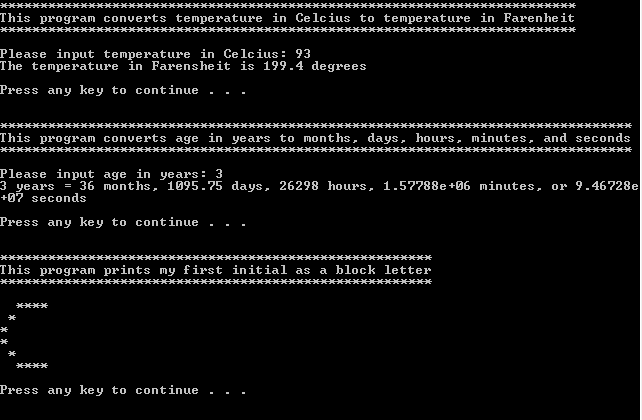 ************************************************************************
This program converts temperature in Celcius to temperature in Farenheit
************************************************************************
Please input temperature in Celcius: 93
The temperature in Farensheit is 199.4 degrees
Press any key to continue . . .
*******************************************************************************
This program converts age in years to months, days, hours, minutes, and seconds
*******************************************************************************
Please input age in years: 3
3 years = 36 months, 1095.75 days, 26298 hours, 1.57788e+06 minutes, or 9.46728e
+07 seconds
Press any key to continue . . .
******************************************************
This program prints my first initial as a block letter
******************************************************
  ****
 *
*
*
 *
  ****
Press any key to continue . . .